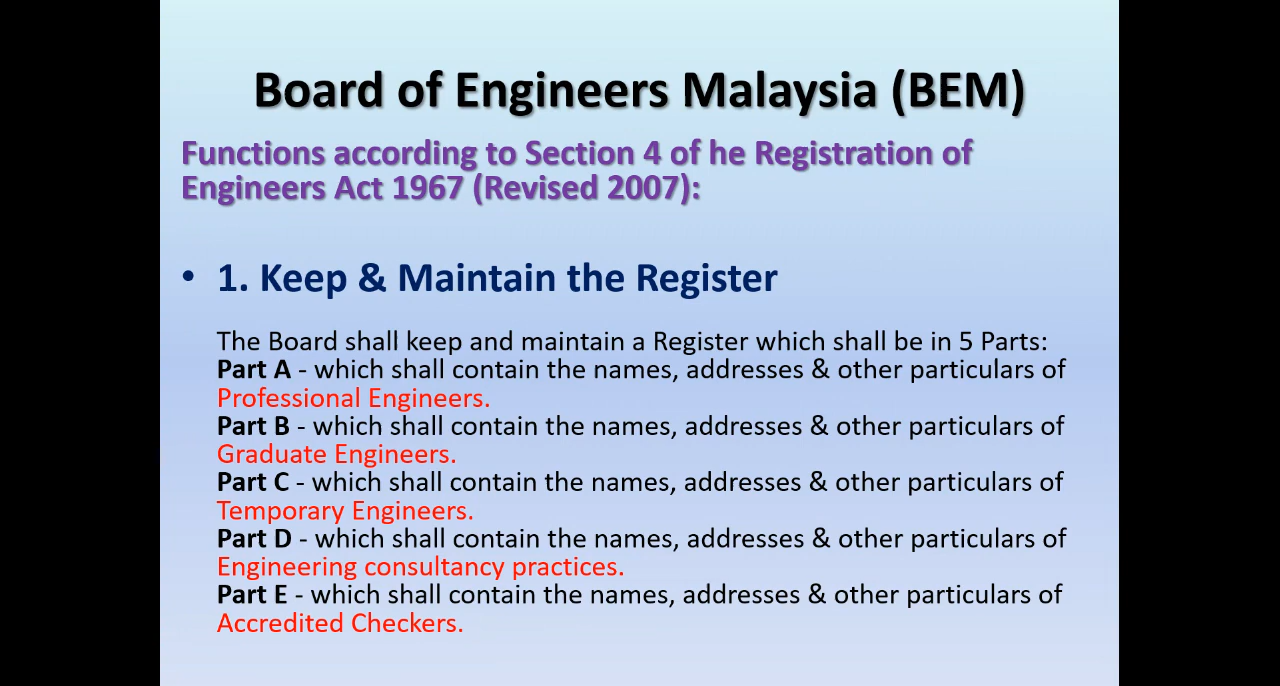 Board of Engineers Malaysia (BEM)
Functions according to Section 4 of he Registration of
Engineers Act 1967 (Revised 2007):
• 1. Keep & Maintain the Register
The Board shall keep and maintain a Register which shall be in 5 Parts:
Part A - which shall contain the names, addresses & other particulars of
Professional Engineers.
Part B - which shall contain the names, addresses & other particulars of
Graduate Engineers.
Part C - which shall contain the names, addresses & other particulars of
Temporary Engineers.
Part D - which shall contain the names, addresses & other particulars of
Engineering consultancy practices.
Part E - which shall contain the names, addresses & other particulars of
Accredited Checkers.